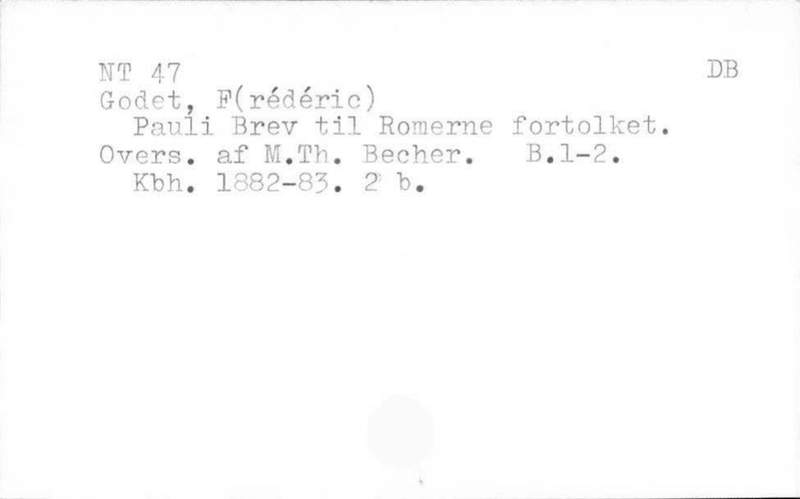 NT 47 DB
Godet, F(rédéric)
Pauli Brev til Romerne fortolket.
Overs. af M.Th. Becher. B.1-2.
Kbh. 1882-83. 2 b.